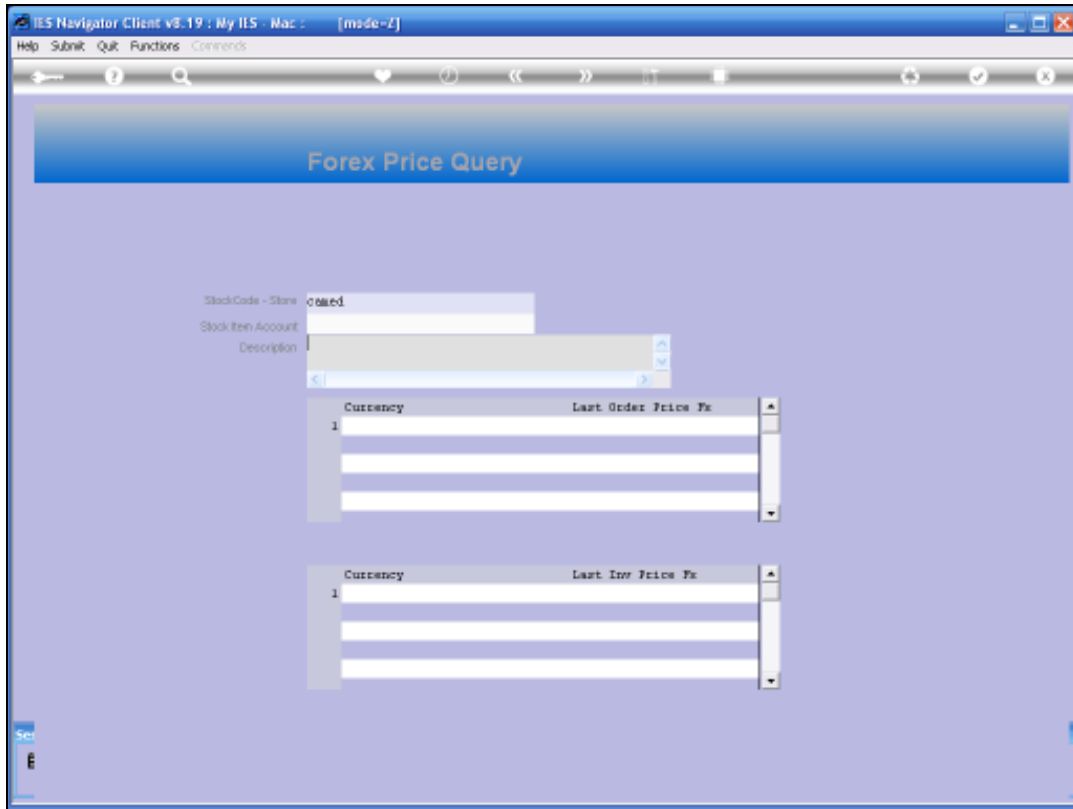 IES Navigator Client v8.19 : My IES - Mac : [mode=Z]
Help Submit Quit Functions Commands
Forex Price Query
StockCode - Store camed
Stock Item Account
Description
Currency Last Order Price Fx
1
Currency Last Inv Price Fx
1